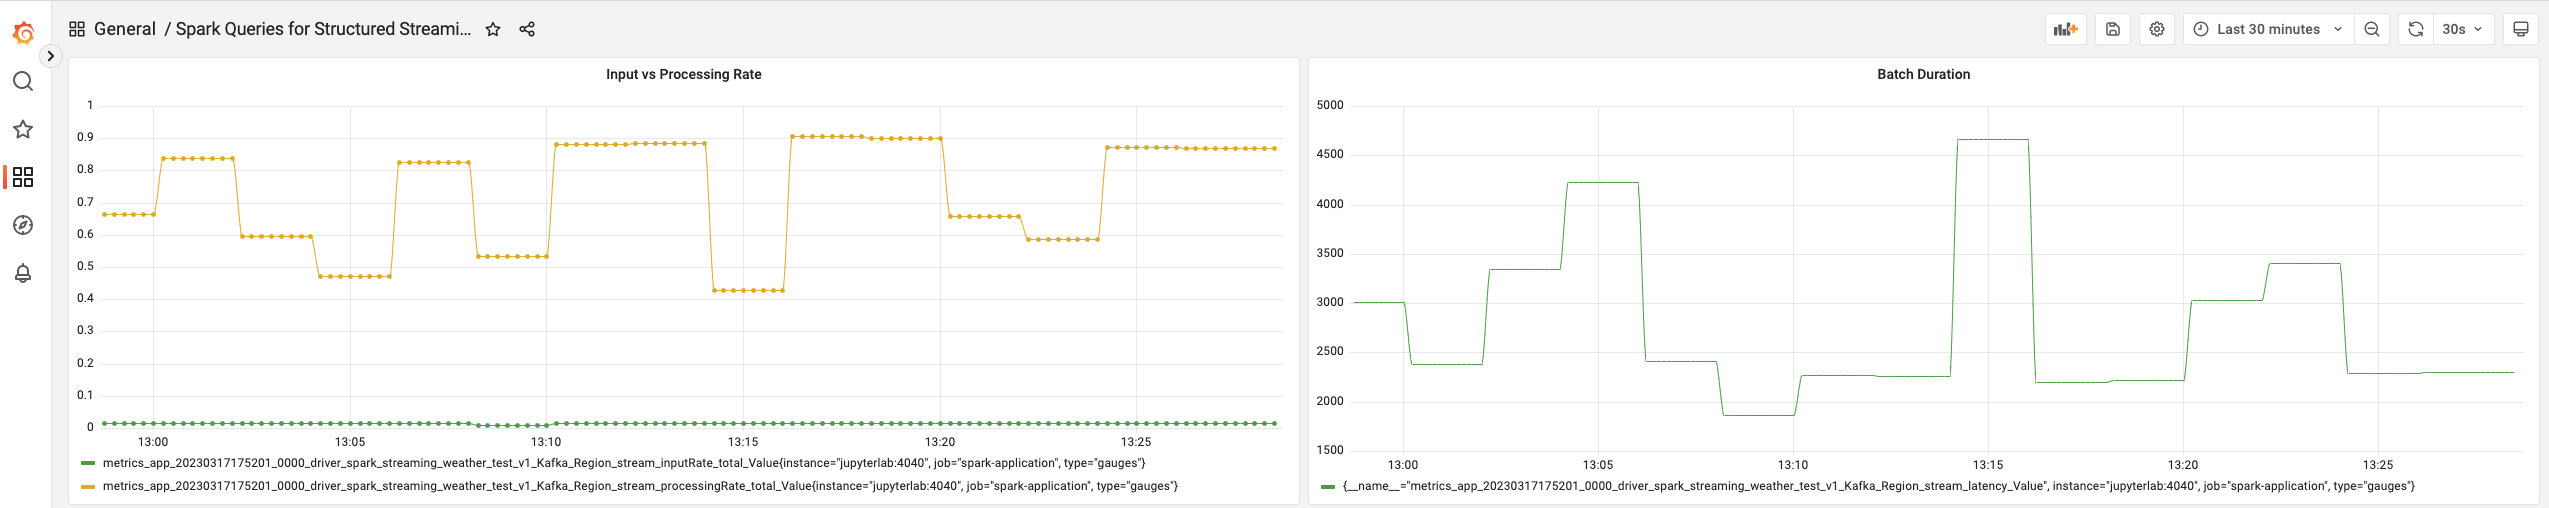 General / Spark Queries for Structured Streami...
Last 30 minutes
30s
Input vs Processing Rate
1
0.9
0.8
0.7
0.6
0.5
0.4
0.3
0.2
0.1
0
13:00 13:05 13:10 13:15 13:20 13:25
metrics_app_20230317175201_0000_driver_spark_streaming_weather_test_v1_Kafka_Region_stream_inputRate_total_Value{instance="jupyterlab:4040", job="spark-application", type="gauges"}
metrics_app_20230317175201_0000_driver_spark_streaming_weather_test_v1_Kafka_Region_stream_processingRate_total_Value{instance="jupyterlab:4040", job="spark-application", type="gauges"}
Batch Duration
5000
4500
4000
3500
3000
2500
2000
1500
13:00 13:05 13:10 13:15 13:20 13:25
{__name__="metrics_app_20230317175201_0000_driver_spark_streaming_weather_test_v1_Kafka_Region_stream_latency_Value", instance="jupyterlab:4040", job="spark-application", type="gauges"}